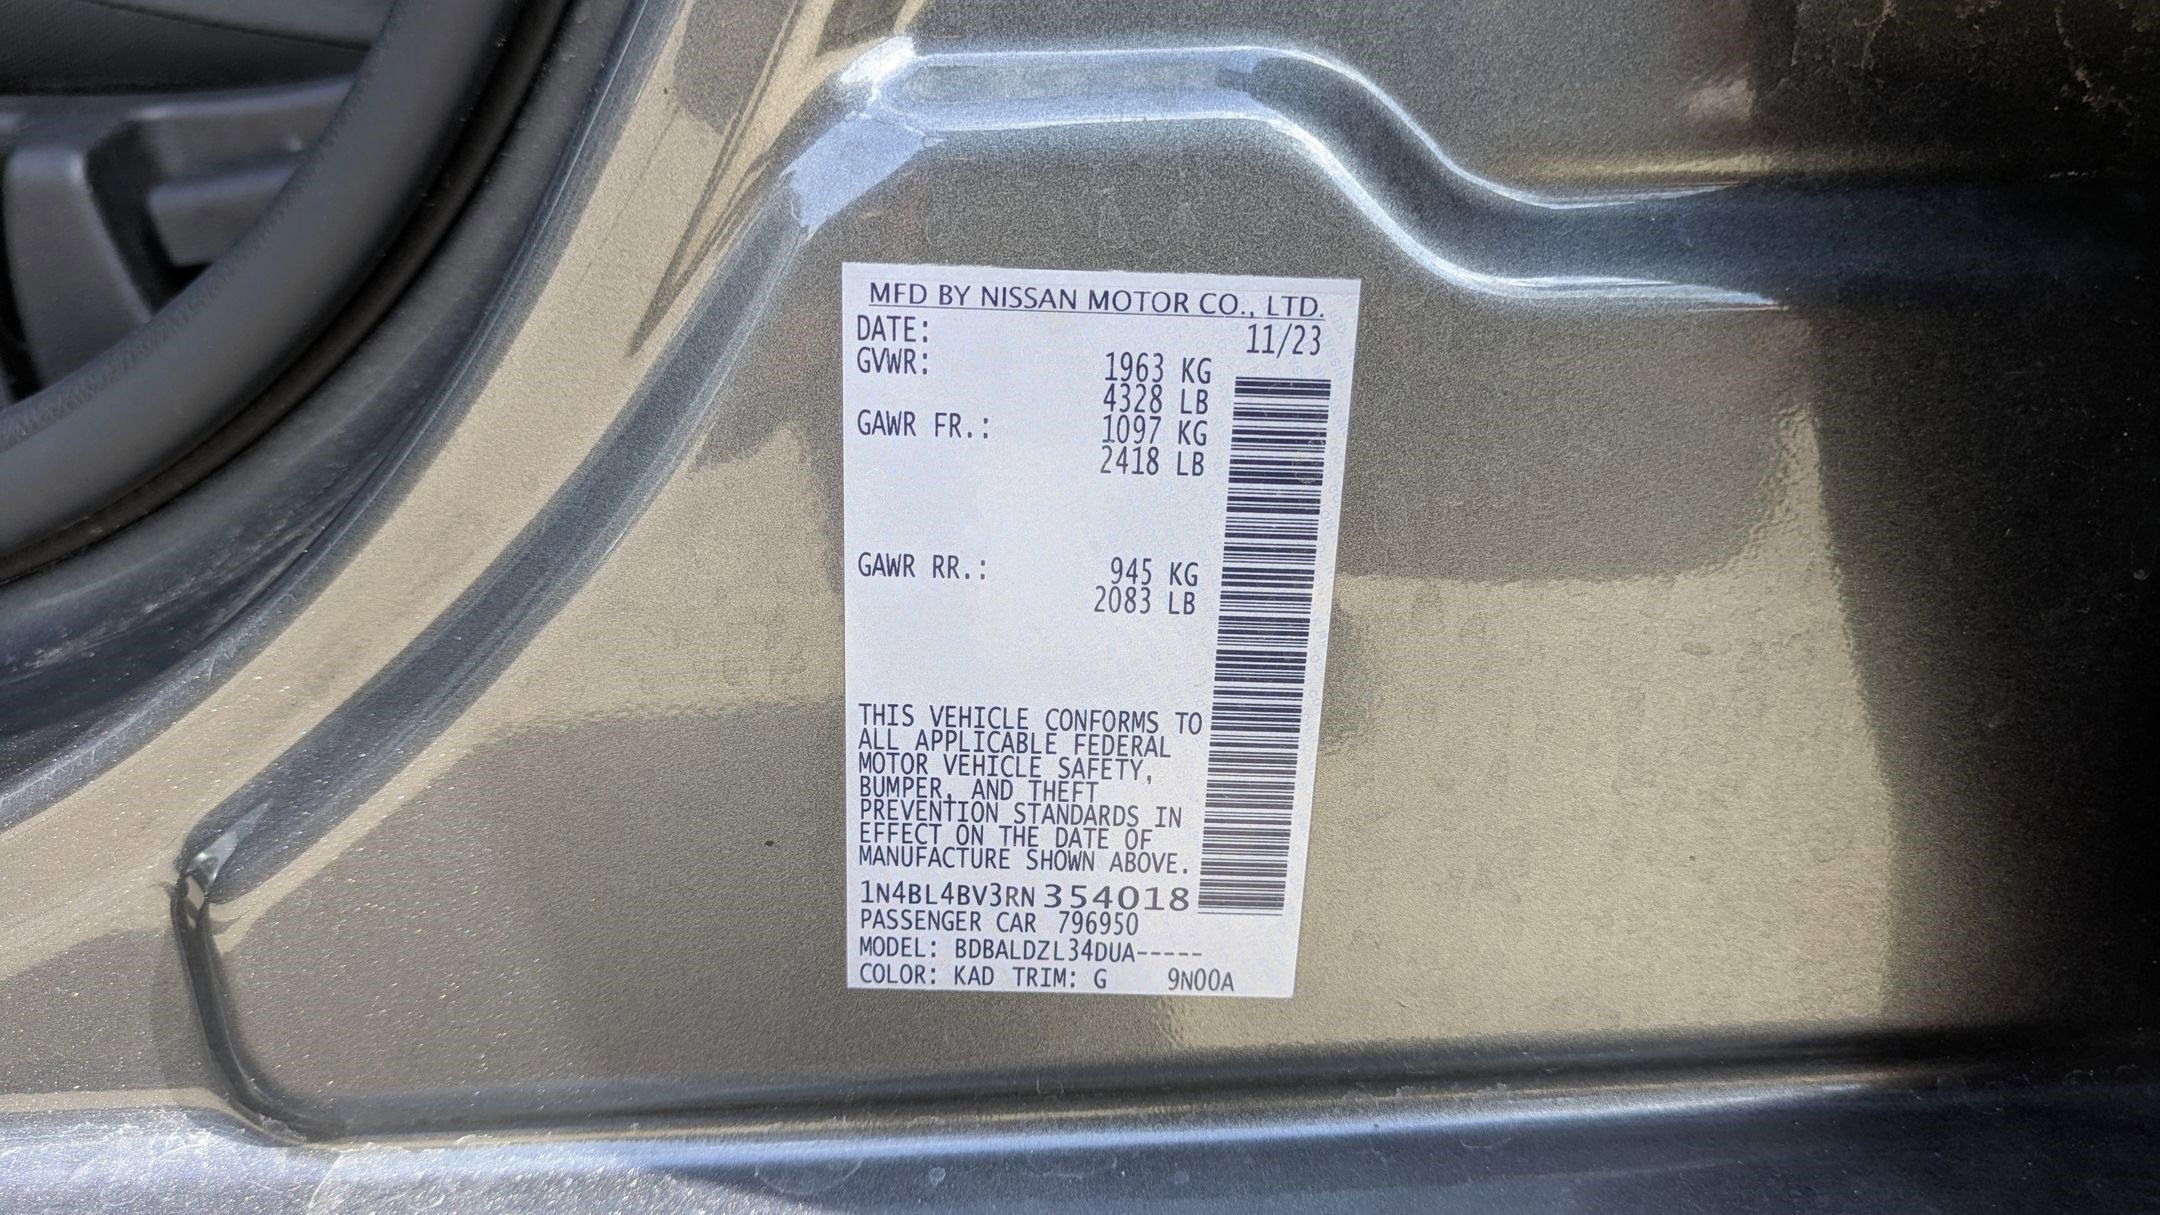 MFD BY NISSAN MOTOR CO., LTD.
DATE: 11/23
GVWR: 1963 KG
4328 LB
GAWR FR.: 1097 KG
2418 LB
GAWR RR.: 945 KG
2083 LB
THIS VEHICLE CONFORMS TO
ALL APPLICABLE FEDERAL
MOTOR VEHICLE SAFETY,
BUMPER, AND THEFT
PREVENTION STANDARDS IN
EFFECT ON THE DATE OF
MANUFACTURE SHOWN ABOVE.
1N4BL4BV3RN354018
PASSENGER CAR 796950
MODEL: BDBALDZL34DUA-----
COLOR: KAD TRIM: G 9N00A